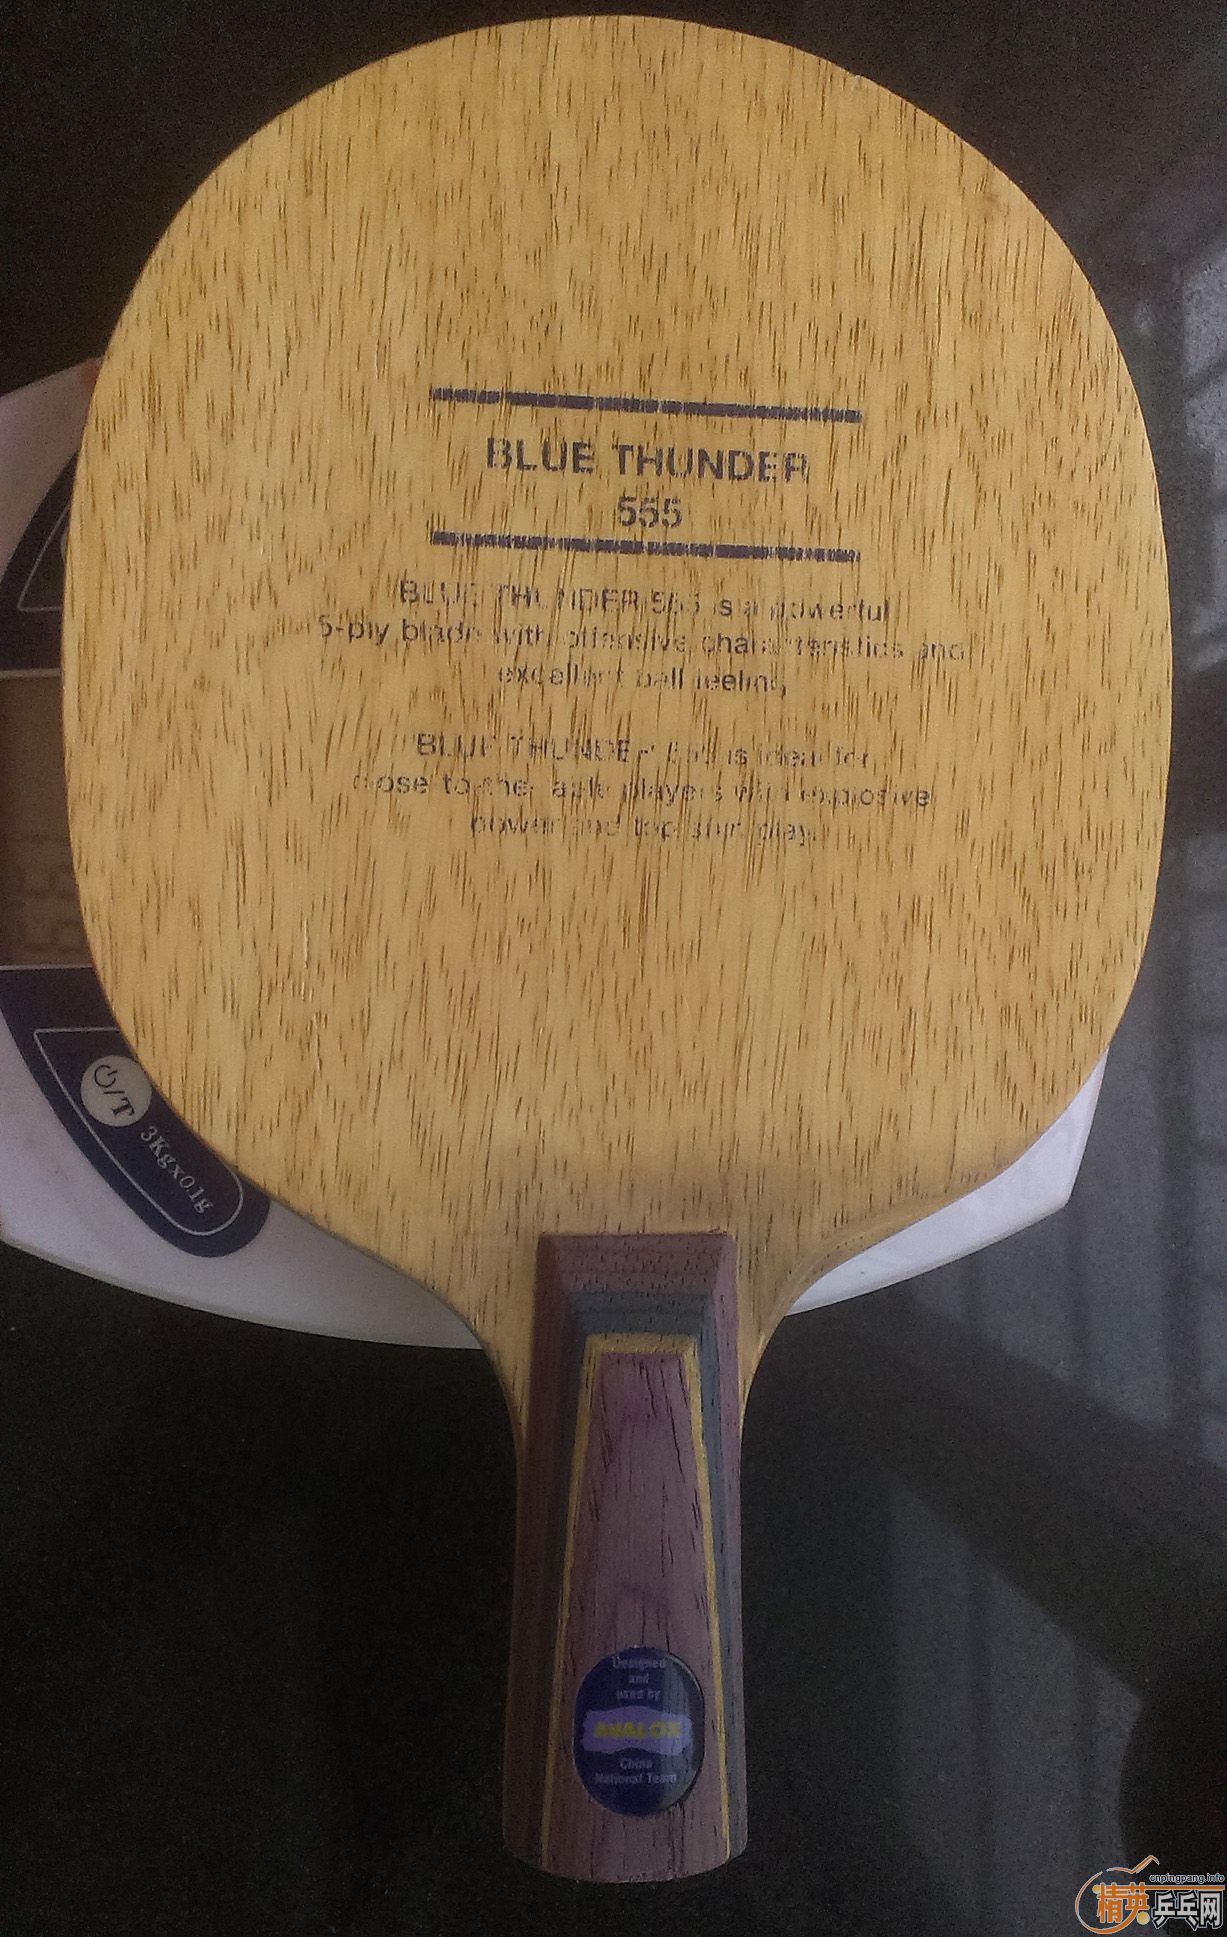 BLUE THUNDER
555
BLUE THUNDER 555 is a powerful
5-ply blade with offensive characteristics and
excellent ball feeling
BLUE THUNDER 555 is ideal for
close to the table players with explosive
power and top spin play
⏻/T
3Kgx0.1g
Designed
and
used by
AVALOX
China
National Team
cnpingpang.info
精英乒乓网